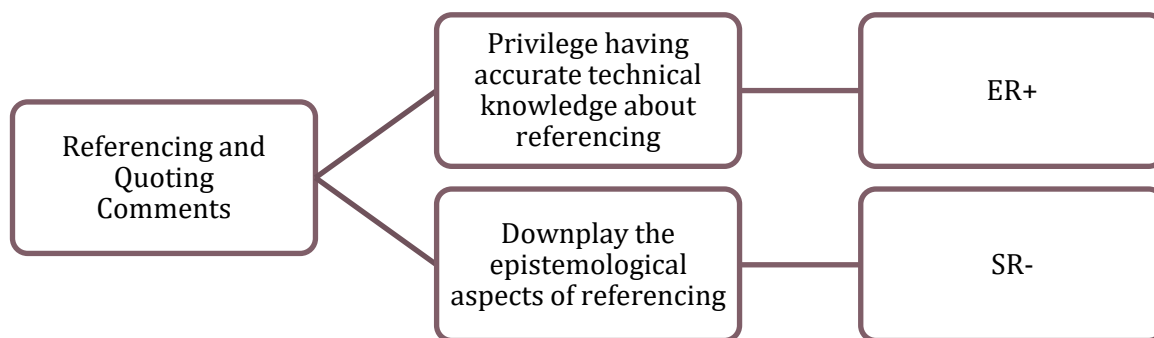 Referencing and
Quoting
Comments
Privilege having
accurate technical
knowledge about
referencing
ER+
Downplay the
epistemological
aspects of referencing
SR-